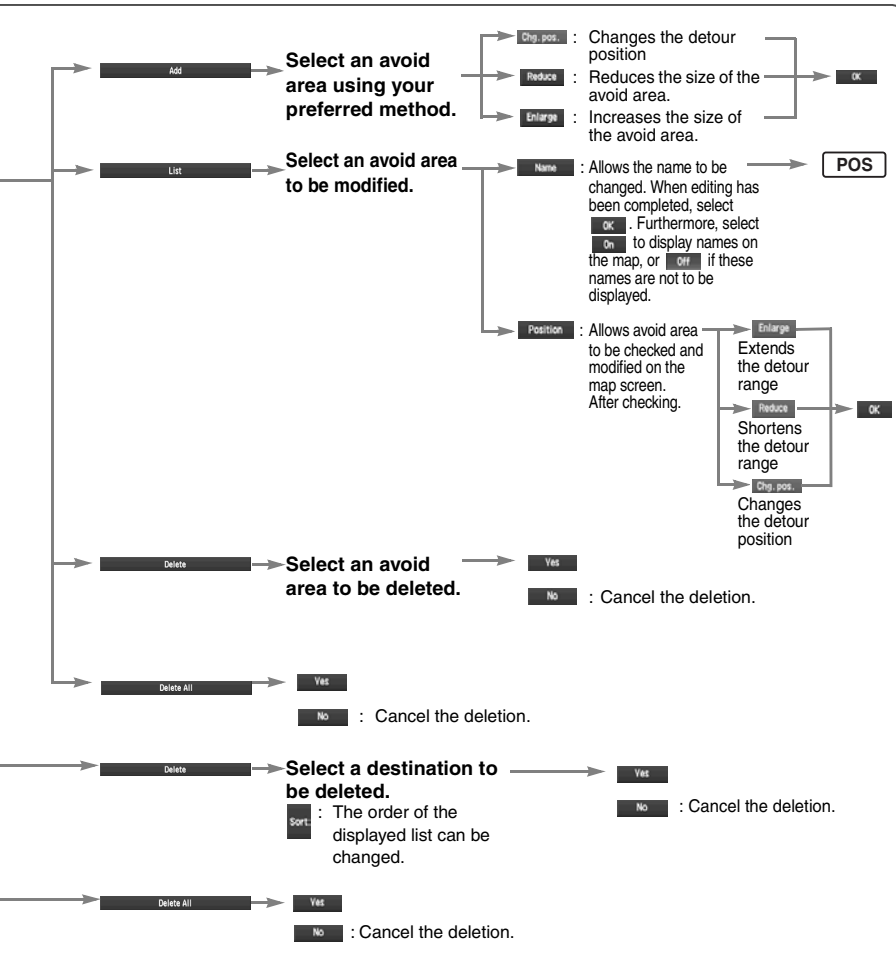 Add
Select an avoid
area using your
preferred method.
Chg. pos. : Changes the detour
position
Reduce : Reduces the size of the
avoid area.
Enlarge : Increases the size of
the avoid area.
OK
List
Select an avoid area
to be modified.
Name : Allows the name to be
changed. When editing has
been completed, select
OK . Furthermore, select
On to display names on
the map, or Off if these
names are not to be
displayed.
POS
Position : Allows avoid area
to be checked and
modified on the
map screen.
After checking.
Enlarge
Extends
the detour
range
Reduce
Shortens
the detour
range
Chg. pos.
Changes
the detour
position
OK
Delete
Select an avoid
area to be deleted.
Yes
No : Cancel the deletion.
Delete All
Yes
No : Cancel the deletion.
Delete
Select a destination to
be deleted.
Sort: : The order of the
displayed list can be
changed.
Yes
No : Cancel the deletion.
Delete All
Yes
No : Cancel the deletion.